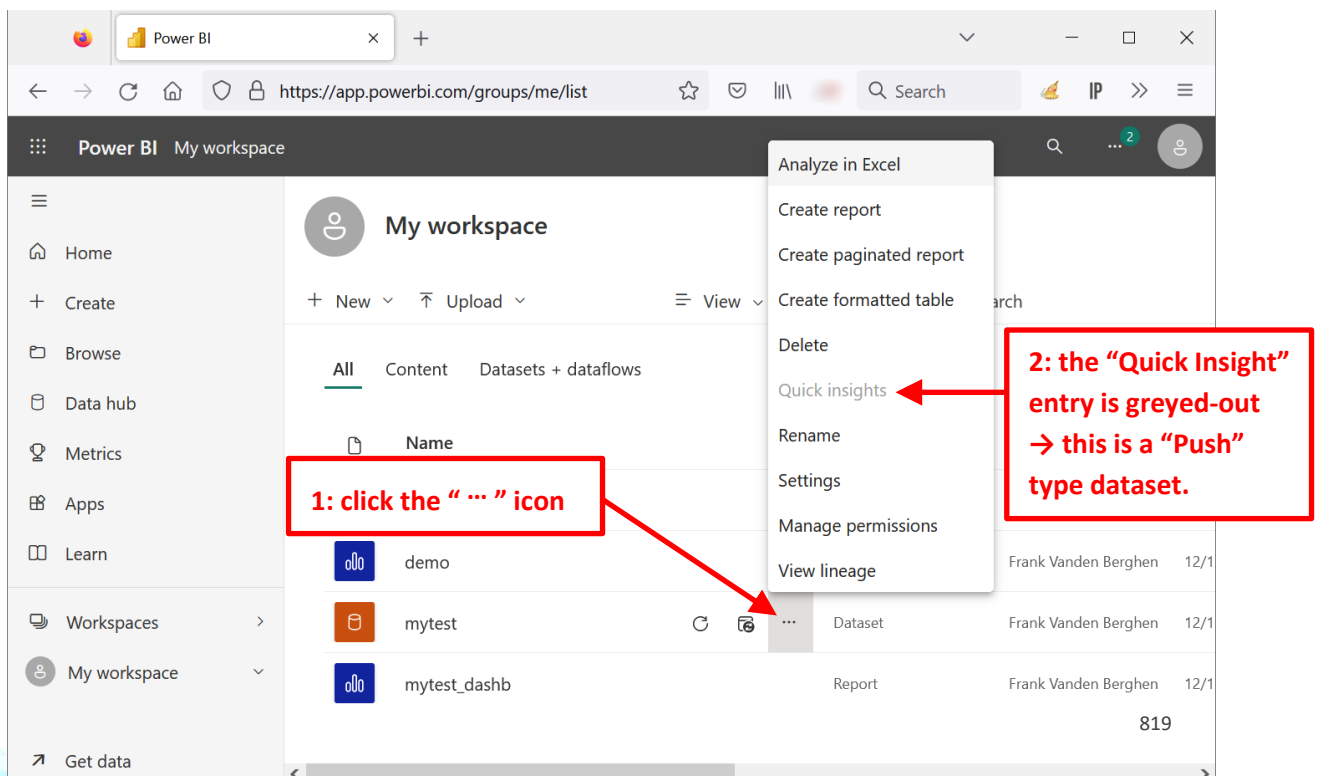 Power BI
https://app.powerbi.com/groups/me/list
Search
IP
Power BI My workspace
2
Analyze in Excel
Create report
Create paginated report
Create formatted table
Delete
Quick insights
Rename
Settings
Manage permissions
View lineage
Home
Create
Browse
Data hub
Metrics
Apps
Learn
Workspaces
My workspace
Get data
My workspace
New Upload View arch
All Content Datasets + dataflows
Name
1: click the “ ··· ” icon
2: the “Quick Insight”
entry is greyed-out
→ this is a “Push”
type dataset.
demo Frank Vanden Berghen 12/1
mytest ··· Dataset Frank Vanden Berghen 12/1
mytest_dashb Report Frank Vanden Berghen 12/1
819